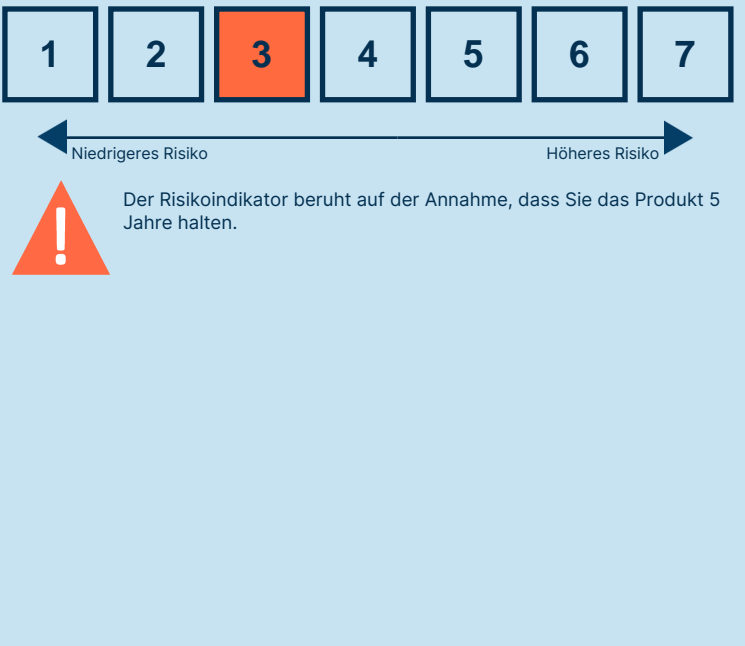 1 2 3 4 5 6 7
Niedrigeres Risiko Höheres Risiko
Der Risikoindikator beruht auf der Annahme, dass Sie das Produkt 5
Jahre halten.